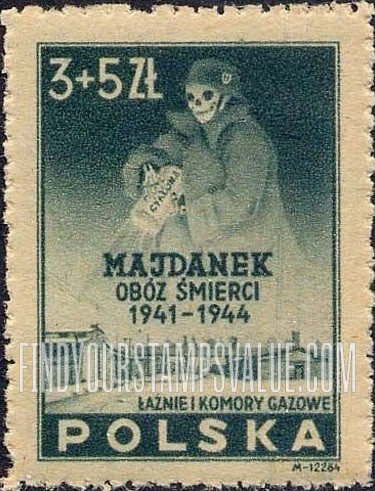 3+5 ZŁ
CYKLON
MAJDANEK
OBÓZ ŚMIERCI
1941-1944
FINDYOURSTAMPSVALUE.COM
ŁAZNIE I KOMORY GAZOWE
POLSKA
M-12284